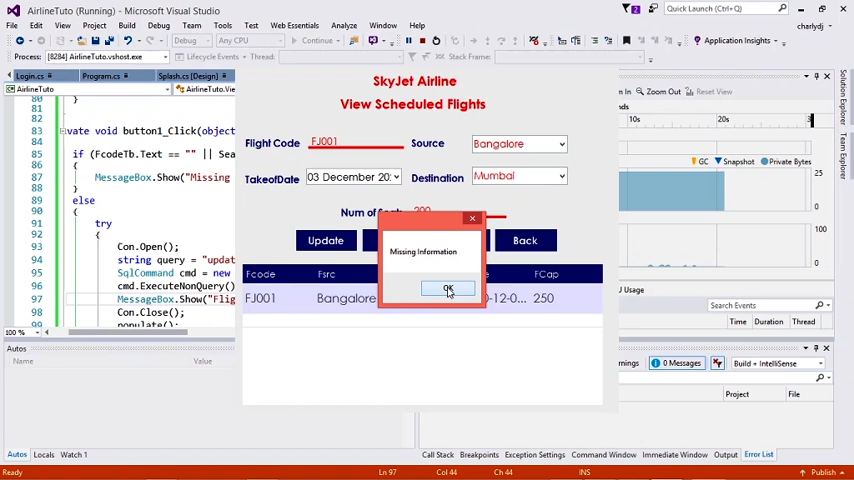 AirlineTuto (Running) - Microsoft Visual Studio
Quick Launch (Ctrl+Q)
File Edit View Project Build Debug Team Tools Test Web Essentials Analyze Window Help
charlydj
Debug Any CPU Continue
Application Insights
Process: [8284] AirlineTuto.vshost.exe Lifecycle Events Thread: Stack Frame:
Login.cs Program.cs Splash.cs [Design]
AirlineTuto AirlineTuto.View
SkyJet Airline
View Scheduled Flights
Flight Code FJ001 Source Bangalore
TakeofDate 03 December 20 Destination Mumbai
Num of 200
Update Back
Missing Information
OK
Fcode Fsrc FCap
FJ001 Bangalore 0-12-0... 250
80 }
81
82
83 vate void button1_Click(object
84
85 if (FcodeTb.Text == "" || Sea
86 {
87 MessageBox.Show("Missing
88 }
89 else
90 {
91 try
92 {
93 Con.Open();
94 string query = "updat
95 SqlCommand cmd = new
96 cmd.ExecuteNonQuery()
97 MessageBox.Show("Flig
98 Con.Close();
populate();
100 %
Zoom Out Reset View
10s 20s
GC Snapshot Private Bytes
25
0
Search Events
Time Duration Thread
Solution Explorer
Team Explorer
Autos
Name Value
0 Messages Build + IntelliSense
Project File
Autos Locals Watch 1
Call Stack Breakpoints Exception Settings Command Window Immediate Window Output Error List
Ready Ln 97 Col 44 Ch 44 INS Publish